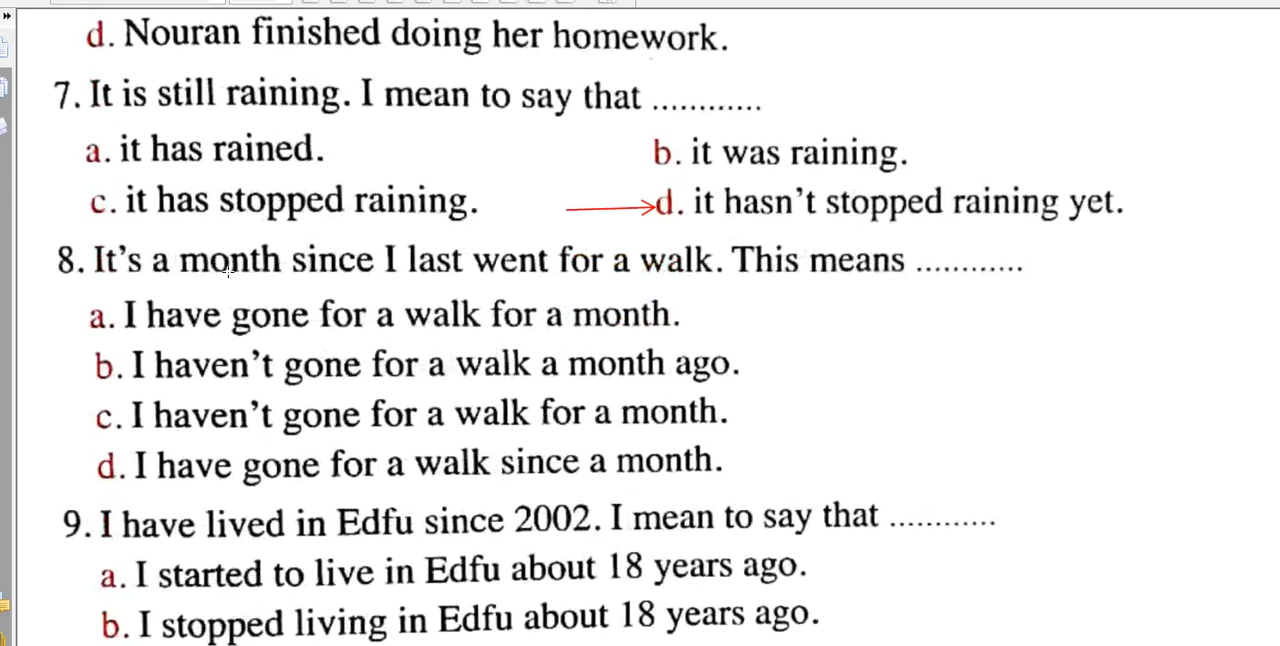 d. Nouran finished doing her homework.
7. It is still raining. I mean to say that ............
a. it has rained. b. it was raining.
c. it has stopped raining. d. it hasn't stopped raining yet.
8. It's a month since I last went for a walk. This means ............
a. I have gone for a walk for a month.
b. I haven't gone for a walk a month ago.
c. I haven't gone for a walk for a month.
d. I have gone for a walk since a month.
9. I have lived in Edfu since 2002. I mean to say that ............
a. I started to live in Edfu about 18 years ago.
b. I stopped living in Edfu about 18 years ago.